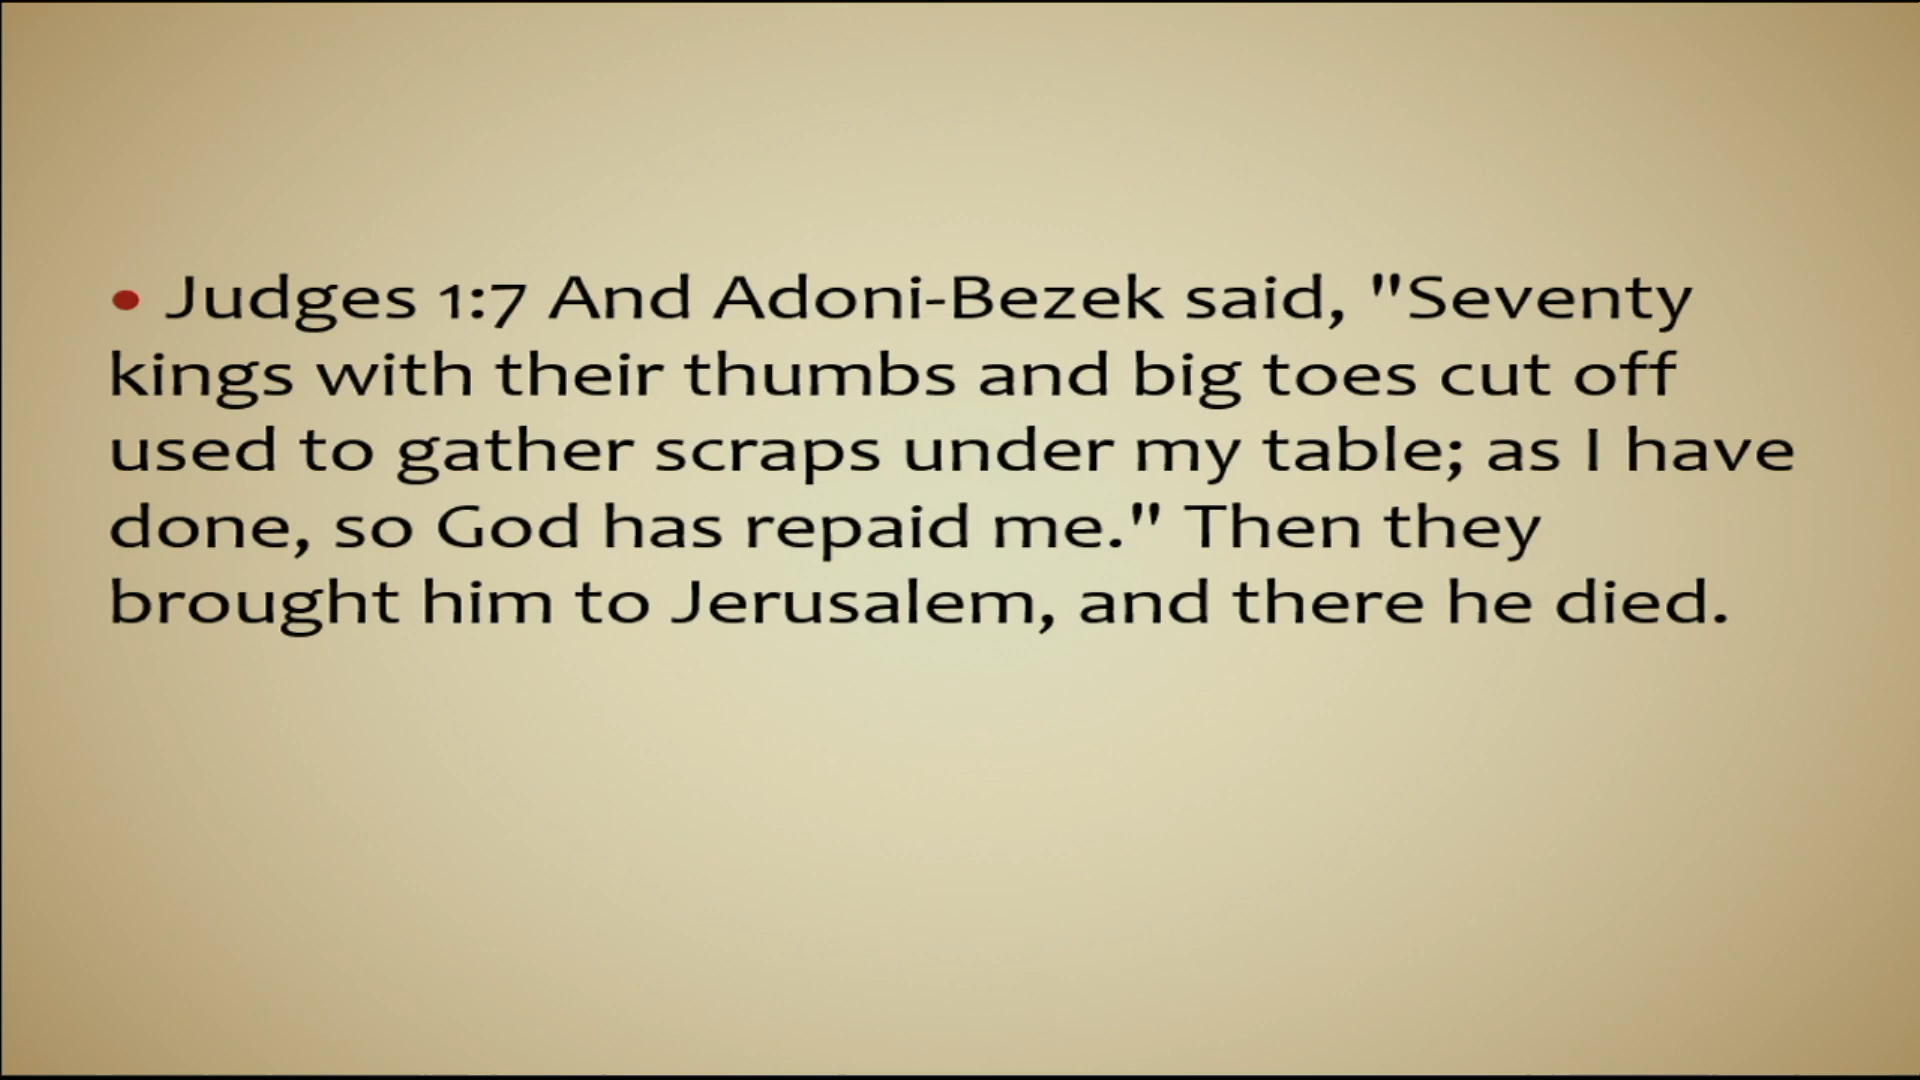 • Judges 1:7 And Adoni-Bezek said, "Seventy
kings with their thumbs and big toes cut off
used to gather scraps under my table; as I have
done, so God has repaid me." Then they
brought him to Jerusalem, and there he died.